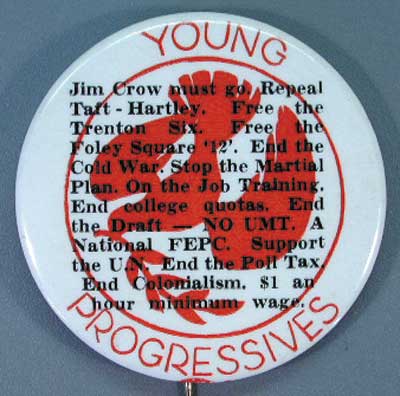 YOUNG
Jim Crow must go. Repeal
Taft - Hartley. Free the
Trenton Six. Free the
Foley Square '12'. End the
Cold War. Stop the Martial
Plan. On the Job Training.
End college quotas. End
the Draft — NO UMT. A
National FEPC. Support
the U.N. End the Poll Tax.
End Colonialism. $1 an
hour minimum wage.
PROGRESSIVES